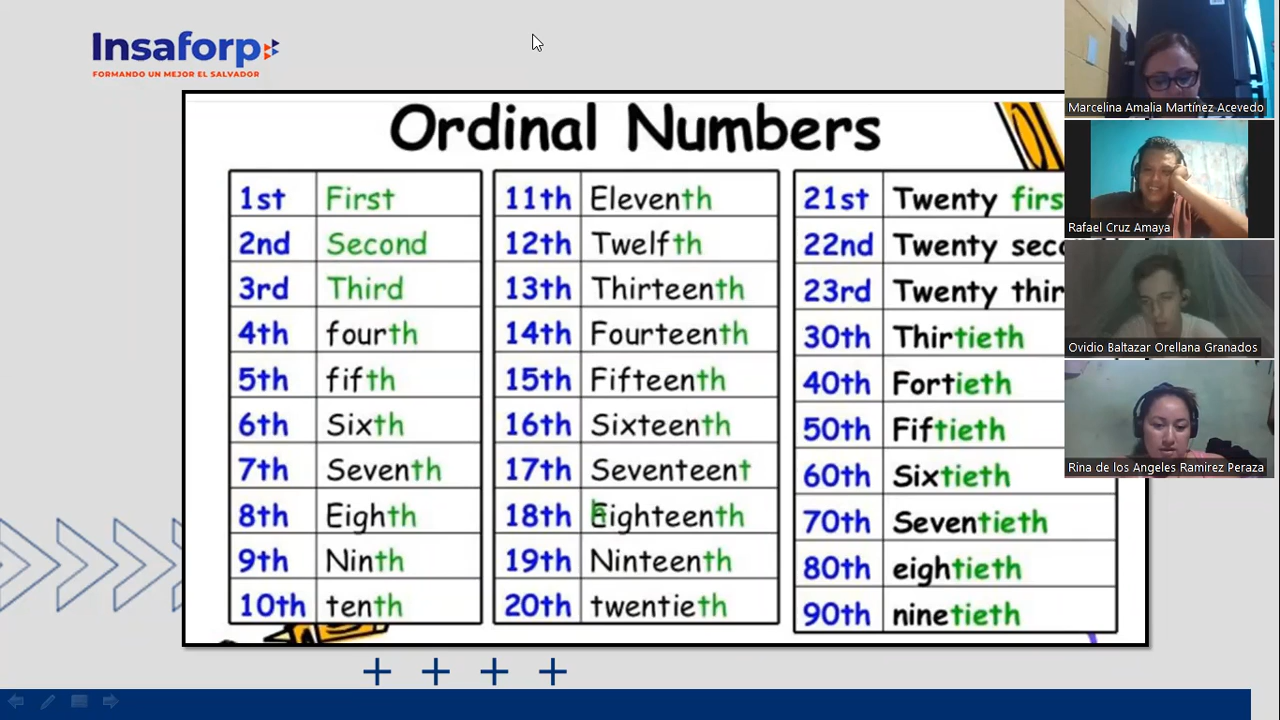 Insaforp
FORMANDO UN MEJOR EL SALVADOR
Ordinal Numbers
1st First
2nd Second
3rd Third
4th fourth
5th fifth
6th Sixth
7th Seventh
8th Eighth
9th Ninth
10th tenth
11th Eleventh
12th Twelfth
13th Thirteenth
14th Fourteenth
15th Fifteenth
16th Sixteenth
17th Seventeent
h
18th Eighteenth
19th Ninteenth
20th twentieth
21st Twenty firs
22nd Twenty sec
23rd Twenty thir
30th Thirtieth
40th Fortieth
50th Fiftieth
60th Sixtieth
70th Seventieth
80th eightieth
90th ninetieth
Marcelina Amalia Martínez Acevedo
Rafael Cruz Amaya
Ovidio Baltazar Orellana Granados
Rina de los Angeles Ramirez Peraza